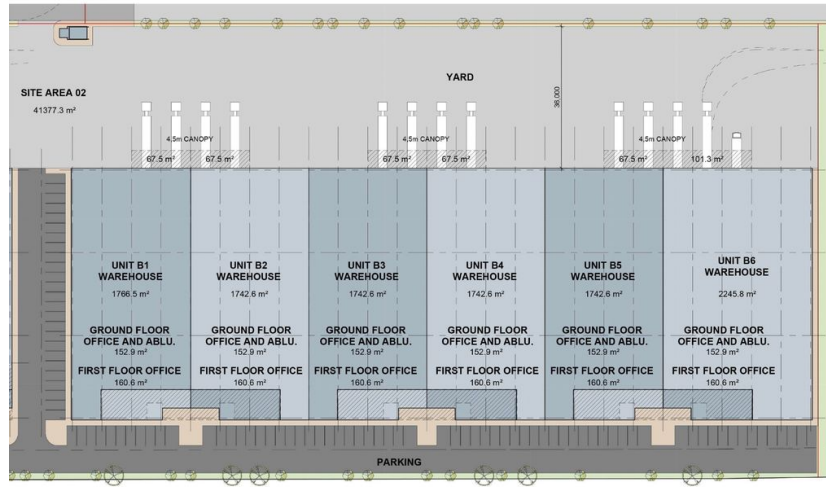 YARD
SITE AREA 02
41377.3 m²
36,000
4,5m CANOPY
4,5m CANOPY
4,5m CANOPY
67.5 m² 67.5 m² 67.5 m² 67.5 m² 67.5 m² 101.3 m²
UNIT B1
WAREHOUSE
1766.5 m²
GROUND FLOOR
OFFICE AND ABLU.
152.9 m²
FIRST FLOOR OFFICE
160.6 m²
UNIT B2
WAREHOUSE
1742.6 m²
GROUND FLOOR
OFFICE AND ABLU.
152.9 m²
FIRST FLOOR OFFICE
160.6 m²
UNIT B3
WAREHOUSE
1742.6 m²
GROUND FLOOR
OFFICE AND ABLU.
152.9 m²
FIRST FLOOR OFFICE
160.6 m²
UNIT B4
WAREHOUSE
1742.6 m²
GROUND FLOOR
OFFICE AND ABLU.
152.9 m²
FIRST FLOOR OFFICE
160.6 m²
UNIT B5
WAREHOUSE
1742.6 m²
GROUND FLOOR
OFFICE AND ABLU.
152.9 m²
FIRST FLOOR OFFICE
160.6 m²
UNIT B6
WAREHOUSE
2245.8 m²
GROUND FLOOR
OFFICE AND ABLU.
152.9 m²
FIRST FLOOR OFFICE
160.6 m²
PARKING